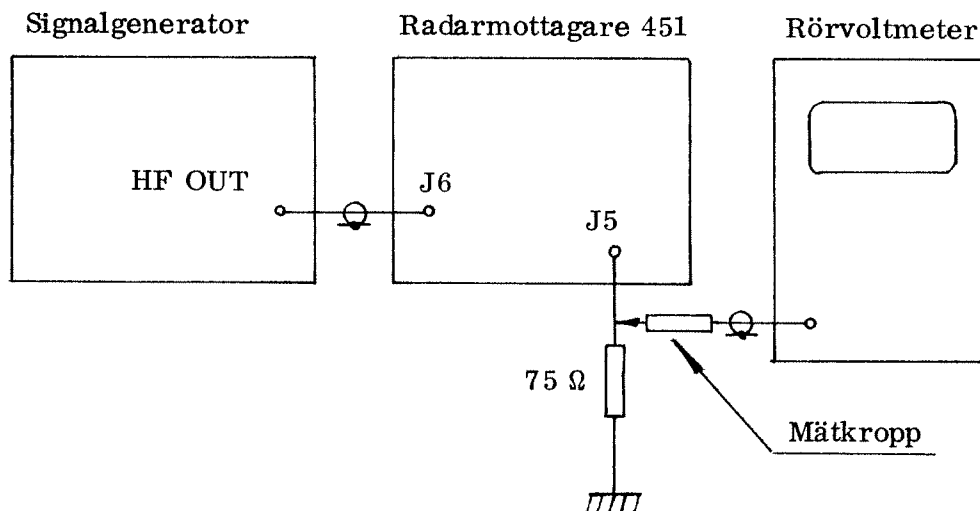 Signalgenerator
Radarmottagare 451
Rörvoltmeter
HF OUT
J6
J5
75 Ω
Mätkropp